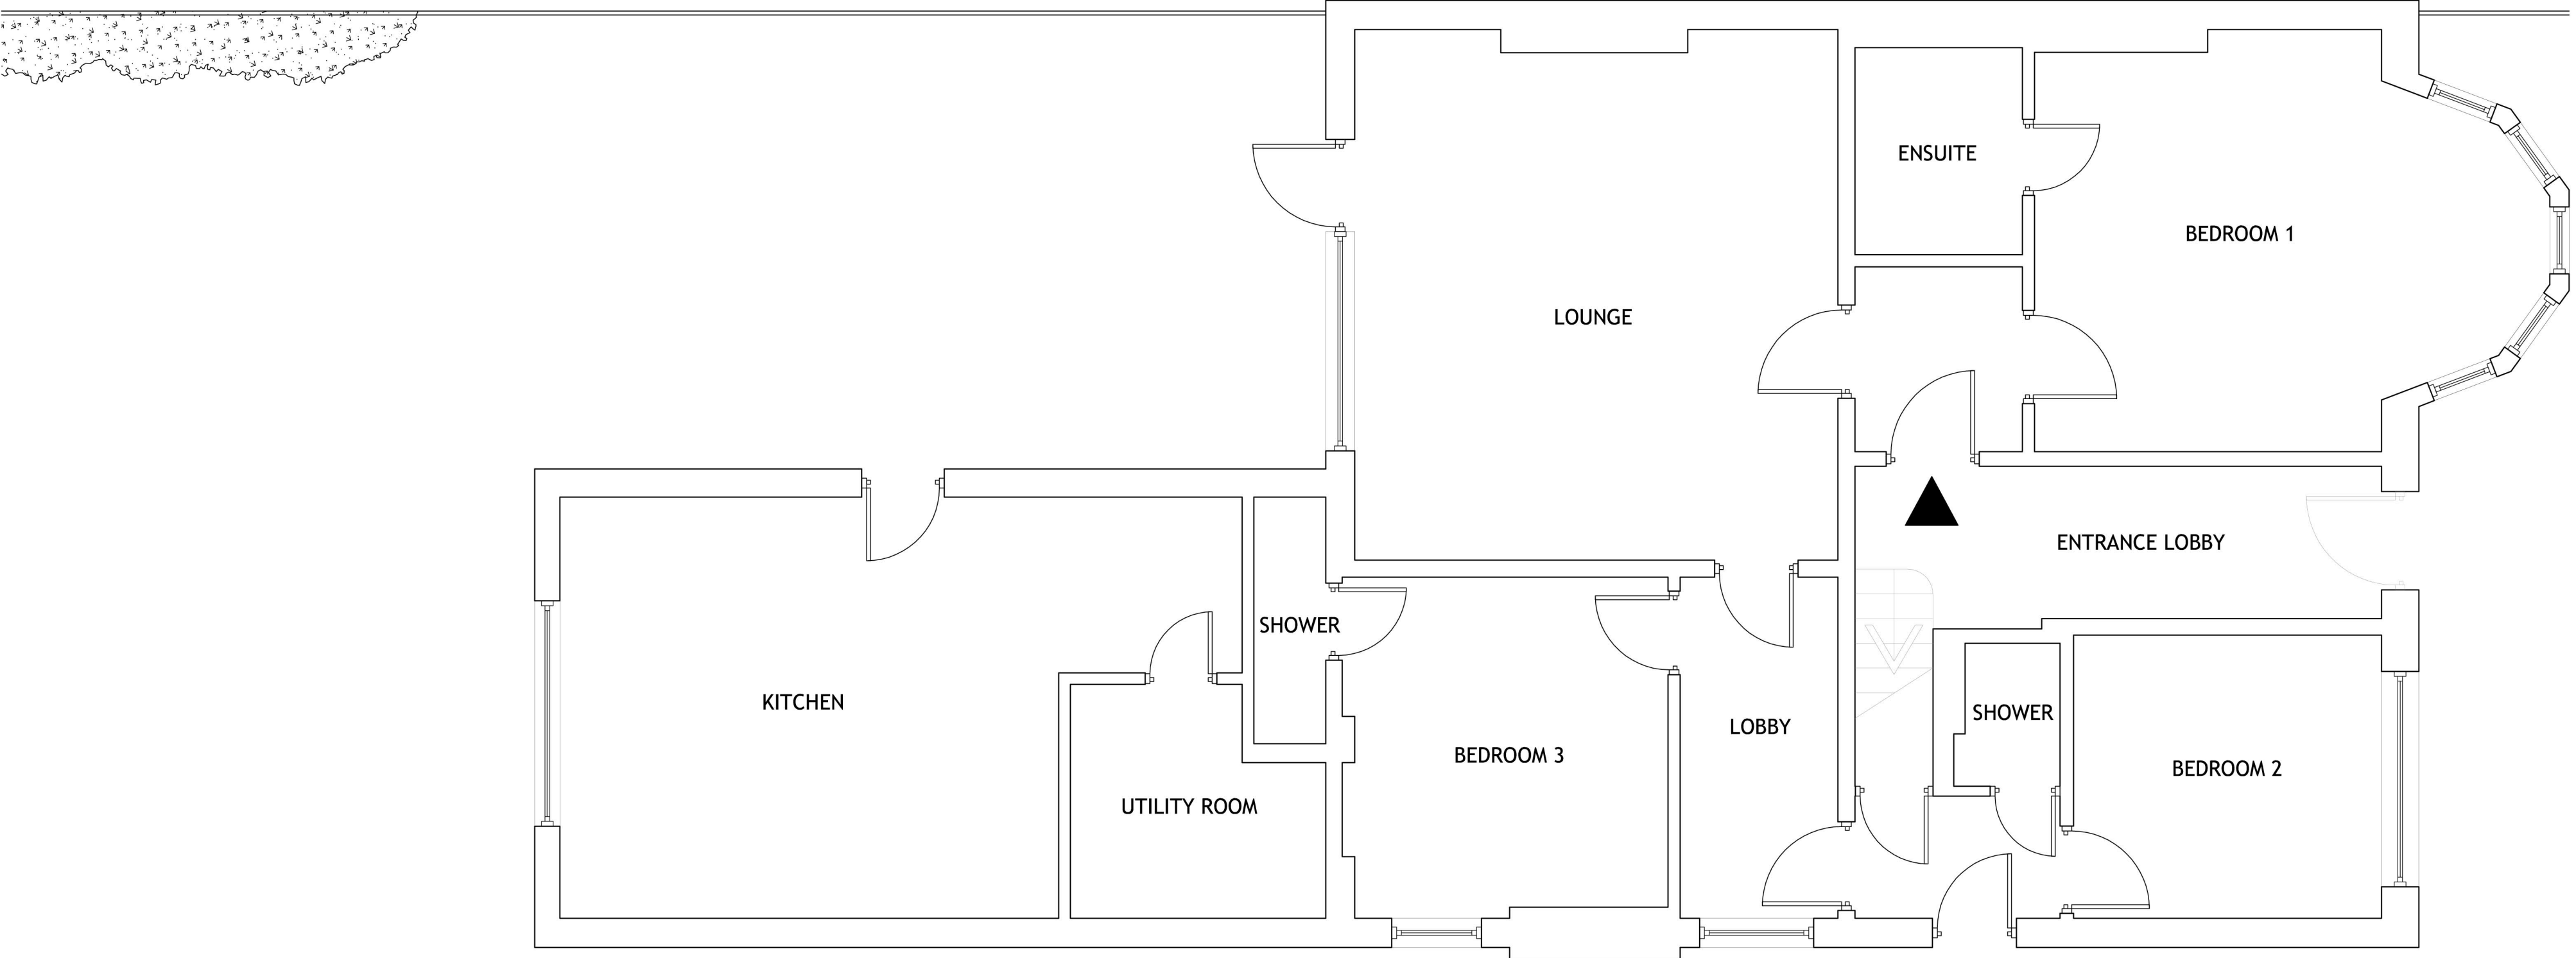 ENSUITE
BEDROOM 1
LOUNGE
ENTRANCE LOBBY
SHOWER
KITCHEN
SHOWER
LOBBY
BEDROOM 3
BEDROOM 2
UTILITY ROOM